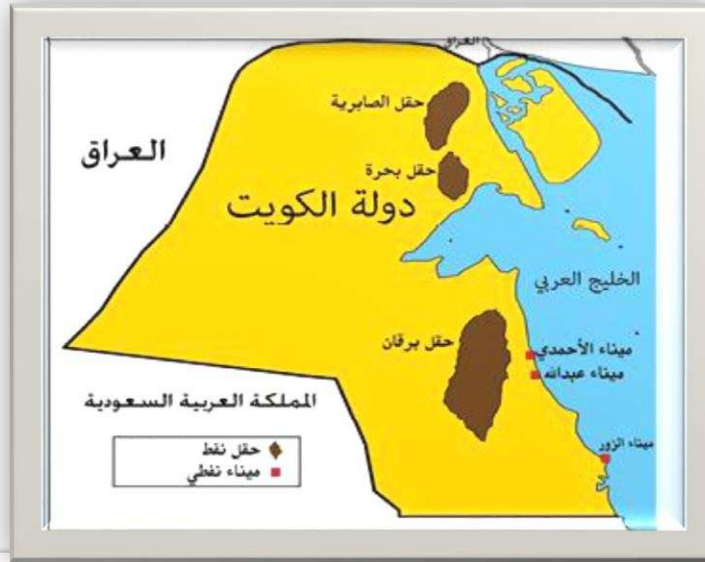 العراق
حقل الصابرية
العراق
حقل بحرة
دولة الكويت
الخليج العربي
حقل برقان
ميناء الأحمدي
ميناء عبدالله
المملكة العربية السعودية
ميناء الزور
حقل نفط
ميناء نفطي